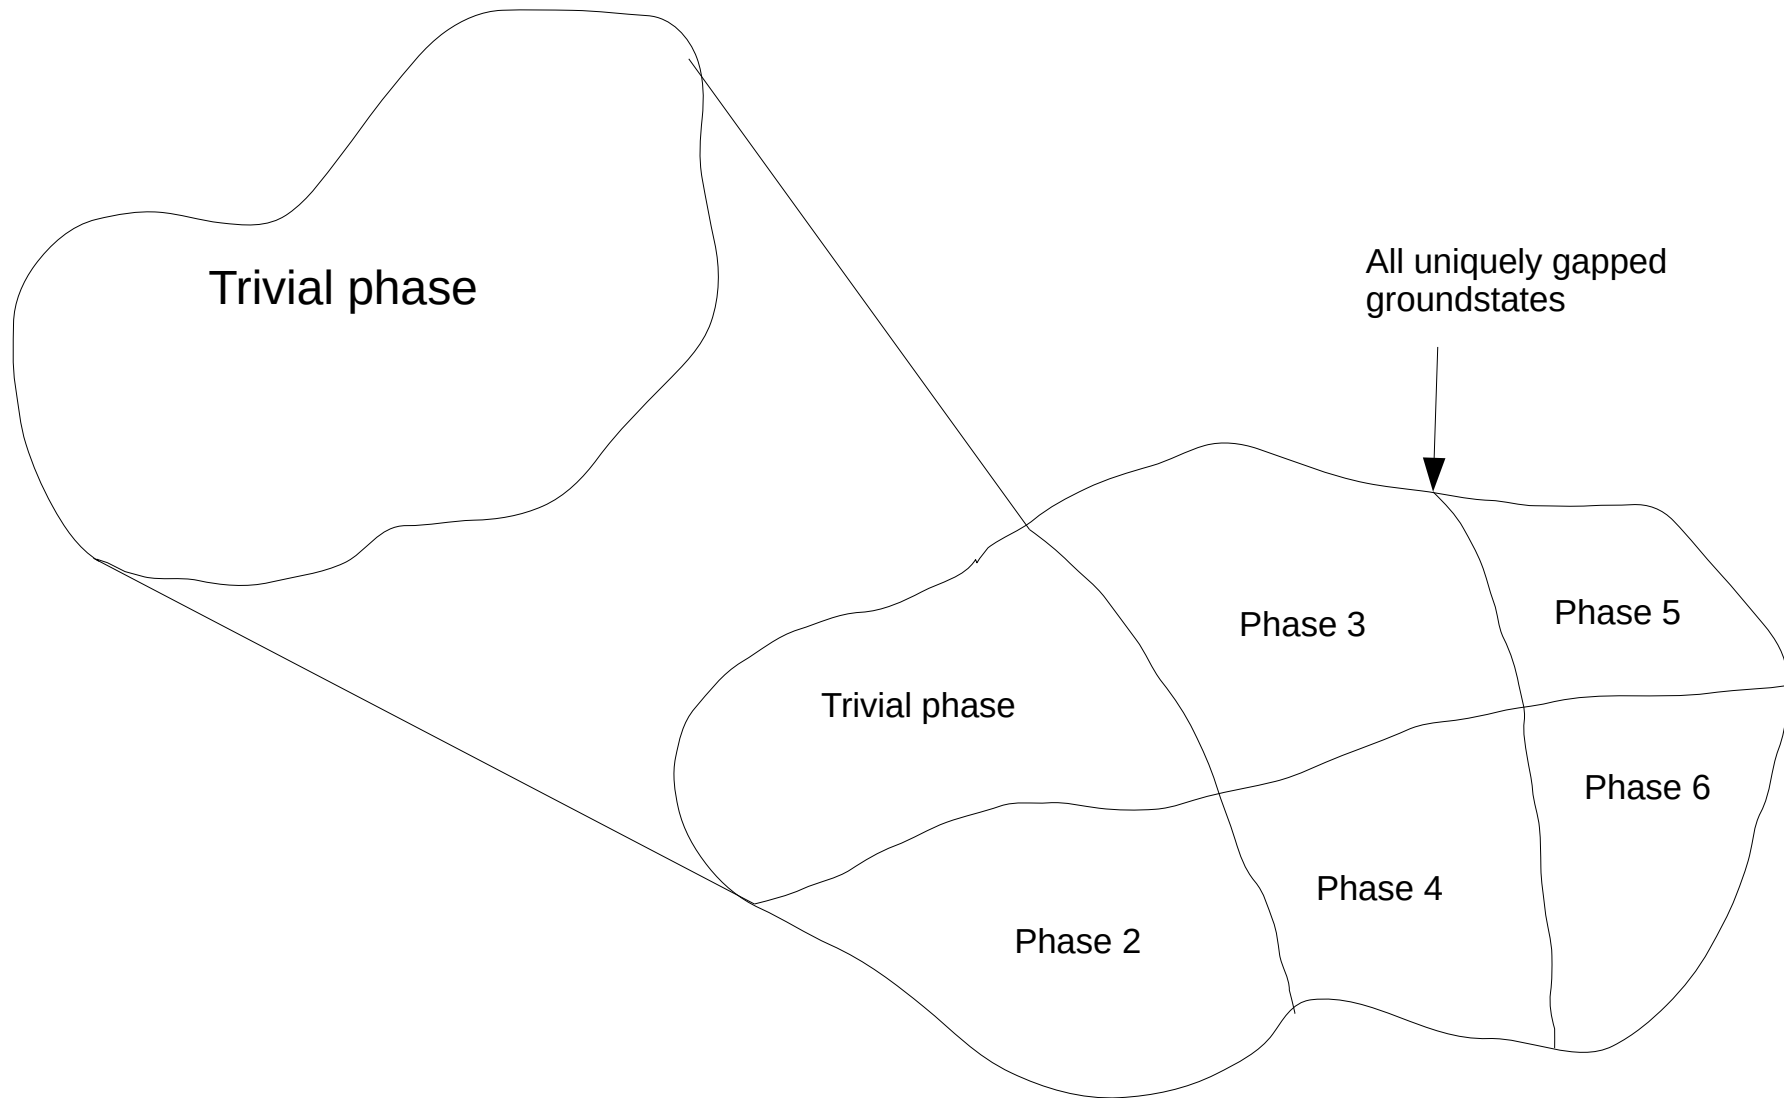 Trivial phase
All uniquely gapped
groundstates
Phase 3
Phase 5
Trivial phase
Phase 6
Phase 4
Phase 2